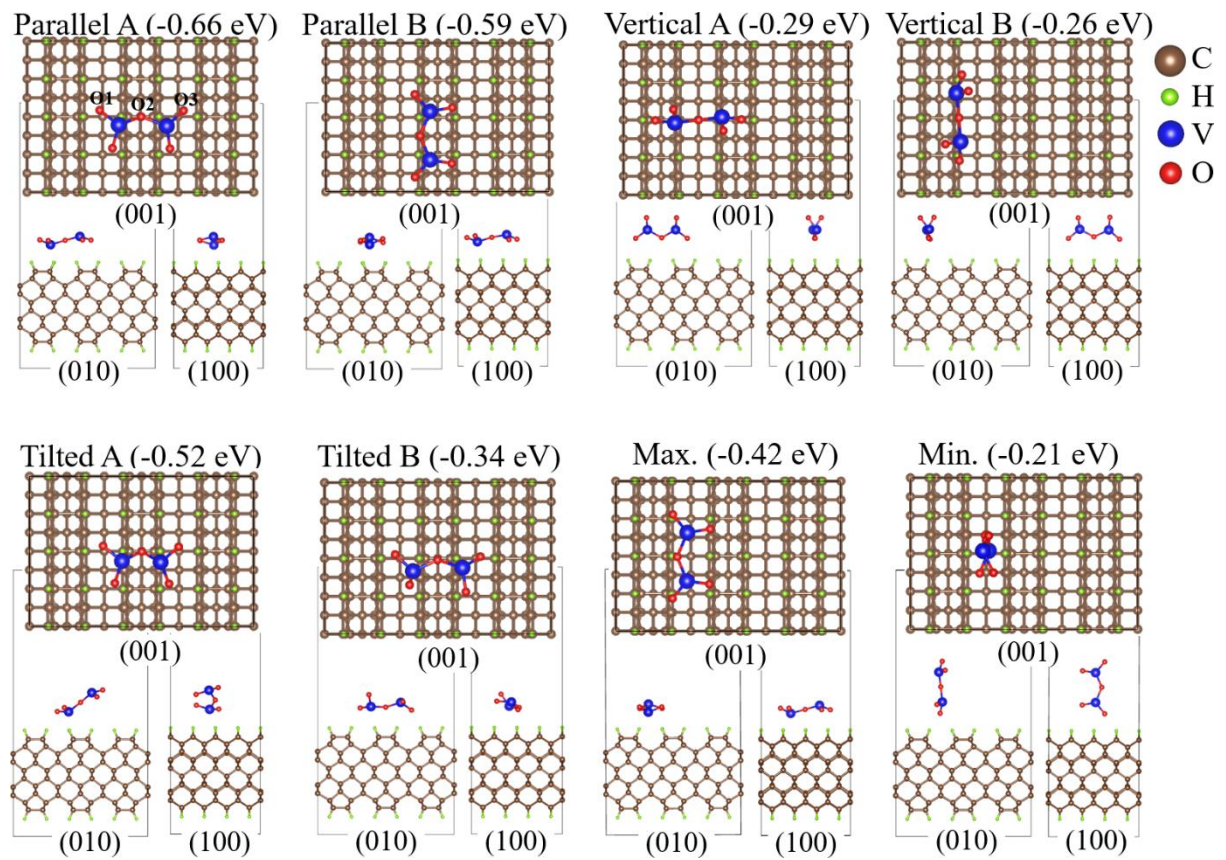 Parallel A (-0.66 eV)
Parallel B (-0.59 eV)
Vertical A (-0.29 eV)
Vertical B (-0.26 eV)
O1 O2 O3
C
H
V
O
(001)
(001)
(001)
(001)
(010)
(100)
(010)
(100)
(010)
(100)
(010)
(100)
Tilted A (-0.52 eV)
Tilted B (-0.34 eV)
Max. (-0.42 eV)
Min. (-0.21 eV)
(001)
(001)
(001)
(001)
(010)
(100)
(010)
(100)
(010)
(100)
(010)
(100)